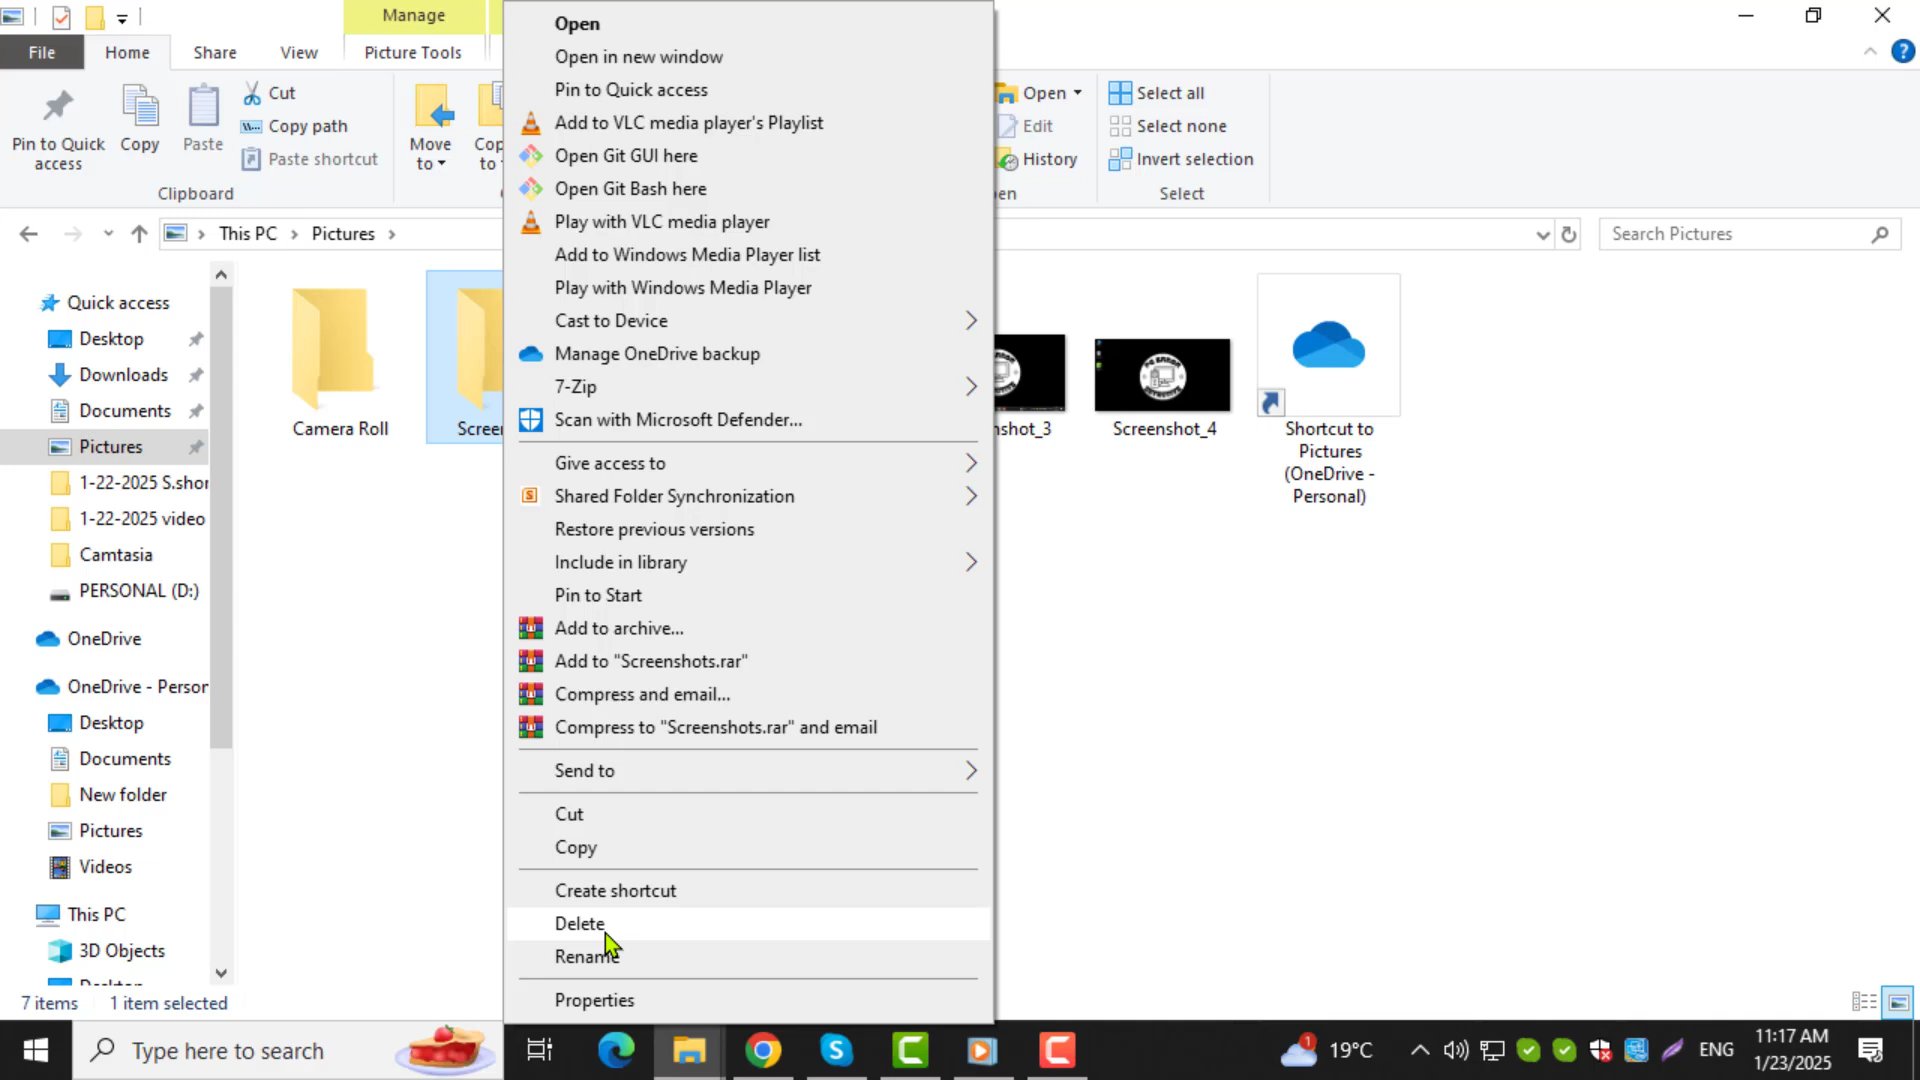 Manage
File
Home
Share
View
Picture Tools
Pin to Quick
access
Copy
Paste
Cut
Copy path
Paste shortcut
Clipboard
Move
to
to
Open
Edit
History
Select all
Select none
Invert selection
Select
This PC
Pictures
Search Pictures
Quick access
Desktop
Downloads
Documents
Pictures
1-22-2025 S.shor
1-22-2025 video
Camtasia
PERSONAL (D:)
OneDrive
OneDrive - Person
Desktop
Documents
New folder
Pictures
Videos
This PC
3D Objects
7 items
1 item selected
Camera Roll
Open
Open in new window
Pin to Quick access
Add to VLC media player's Playlist
Open Git GUI here
Open Git Bash here
Play with VLC media player
Add to Windows Media Player list
Play with Windows Media Player
Cast to Device
Manage OneDrive backup
7-Zip
Scan with Microsoft Defender...
Give access to
Shared Folder Synchronization
Restore previous versions
Include in library
Pin to Start
Add to archive...
Add to "Screenshots.rar"
Compress and email...
Compress to "Screenshots.rar" and email
Send to
Cut
Copy
Create shortcut
Delete
Rename
Properties
nshot_3
Screenshot_4
Shortcut to
Pictures
(OneDrive -
Personal)
Type here to search
1
19°C
ENG
11:17 AM
1/23/2025